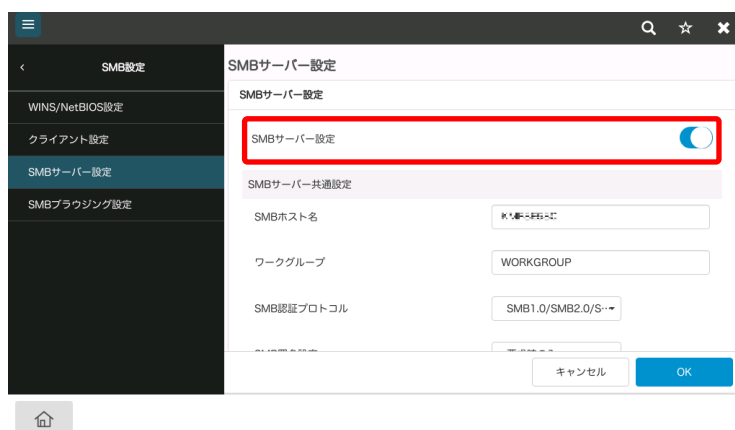 SMB設定
WINS/NetBIOS設定
クライアント設定
SMBサーバー設定
SMBブラウジング設定
SMBサーバー設定
SMBサーバー設定
SMBサーバー設定
SMBサーバー共通設定
SMBホスト名
ワークグループ
WORKGROUP
SMB認証プロトコル
SMB1.0/SMB2.0/S…
キャンセル
OK